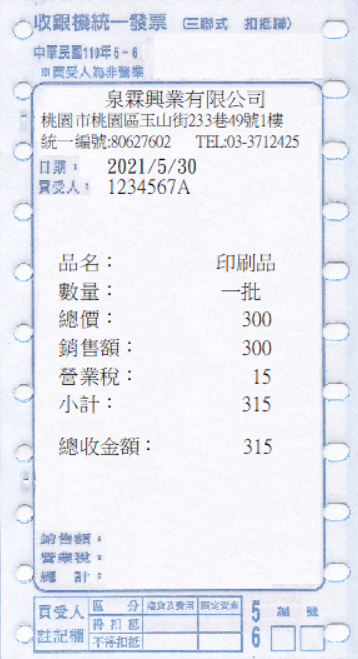 收銀機統一發票 (三聯式 扣抵聯)
中華民國110年5-6
※買受人為非營業
泉霖興業有限公司
桃園市桃園區玉山街233巷49號1樓
統一編號:80627602 TEL:03-3712425
日期: 2021/5/30
買受人: 1234567A
品名: 印刷品
數量: 一批
總價: 300
銷售額: 300
營業稅: 15
小計: 315
總收金額: 315
銷售額:
營業稅:
總計:
買受人註記欄
區分 進貨及費用 固定資產
得扣抵
不得扣抵
5
6